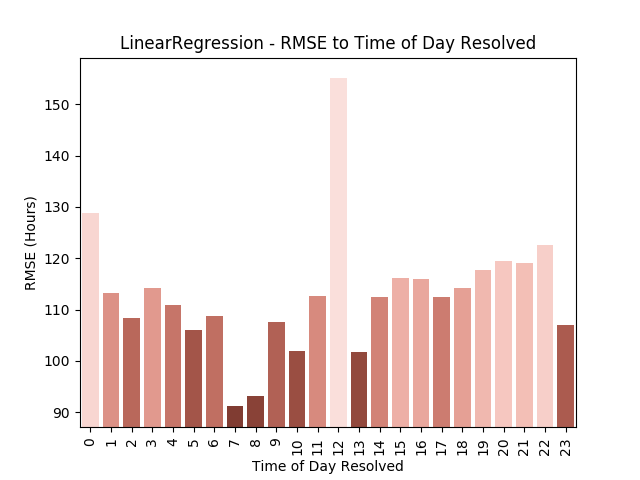 LinearRegression - RMSE to Time of Day Resolved
RMSE (Hours)
150
140
130
120
110
100
90
0 1 2 3 4 5 6 7 8 9 10 11 12 13 14 15 16 17 18 19 20 21 22 23
Time of Day Resolved